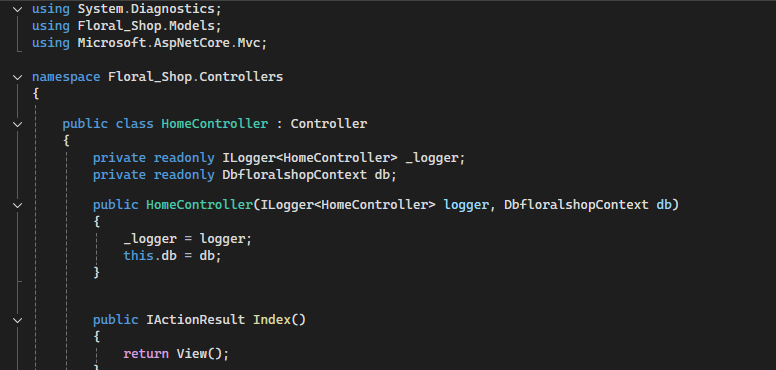 using System.Diagnostics;
using Floral_Shop.Models;
using Microsoft.AspNetCore.Mvc;
namespace Floral_Shop.Controllers
{
public class HomeController : Controller
{
private readonly ILogger<HomeController> _logger;
private readonly DbfloralshopContext db;
public HomeController(ILogger<HomeController> logger, DbfloralshopContext db)
{
_logger = logger;
this.db = db;
}
public IActionResult Index()
{
return View();
}